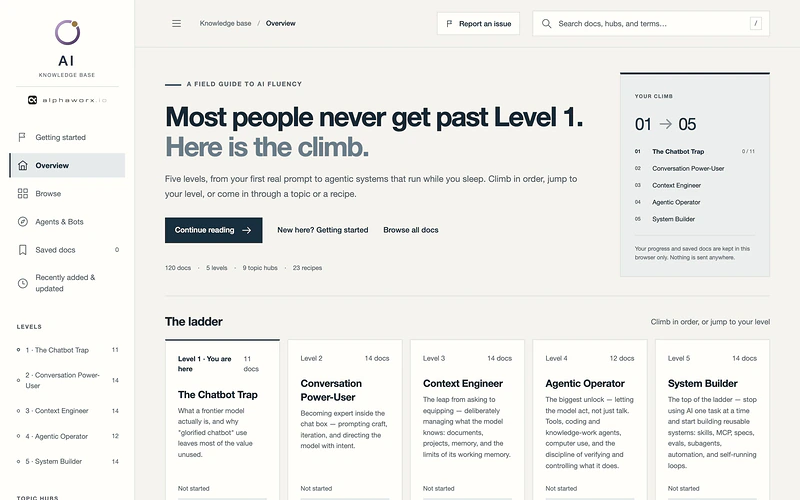 AI
KNOWLEDGE BASE
alphaworx.io
Getting started
Overview
Browse
Agents & Bots
Saved docs 0
Recently added &
updated
LEVELS
1 · The Chatbot Trap 11
2 · Conversation Power-
User 14
3 · Context Engineer 14
4 · Agentic Operator 12
5 · System Builder 14
TOPIC HUBS
Knowledge base / Overview
Report an issue
Search docs, hubs, and terms… /
A FIELD GUIDE TO AI FLUENCY
Most people never get past Level 1.
Here is the climb.
Five levels, from your first real prompt to agentic systems that run while you sleep. Climb in order, jump to
your level, or come in through a topic or a recipe.
Continue reading →
New here? Getting started
Browse all docs
120 docs · 5 levels · 9 topic hubs · 23 recipes
YOUR CLIMB
01 → 05
01 The Chatbot Trap 0 / 11
02 Conversation Power-User
03 Context Engineer
04 Agentic Operator
05 System Builder
Your progress and saved docs are kept in this
browser only. Nothing is sent anywhere.
The ladder
Climb in order, or jump to your level
Level 1 · You are
here
11
docs
The Chatbot Trap
What a frontier model
actually is, and why
"glorified chatbot" use
leaves most of the value
unused.
Not started
Level 2 14 docs
Conversation
Power-User
Becoming expert inside the
chat box — prompting craft,
iteration, and directing the
model with intent.
Not started
Level 3 14 docs
Context Engineer
The leap from asking to
equipping — deliberately
managing what the model
knows: documents,
projects, memory, and the
limits of its working memory.
Not started
Level 4 12 docs
Agentic Operator
The biggest unlock — letting
the model act, not just talk.
Tools, coding and
knowledge-work agents,
computer use, and the
discipline of verifying and
controlling what it does.
Not started
Level 5 14 docs
System Builder
The top of the ladder — stop
using AI one task at a time
and start building reusable
systems: skills, MCP, specs,
evals, subagents,
automation, and self-running
loops.
Not started